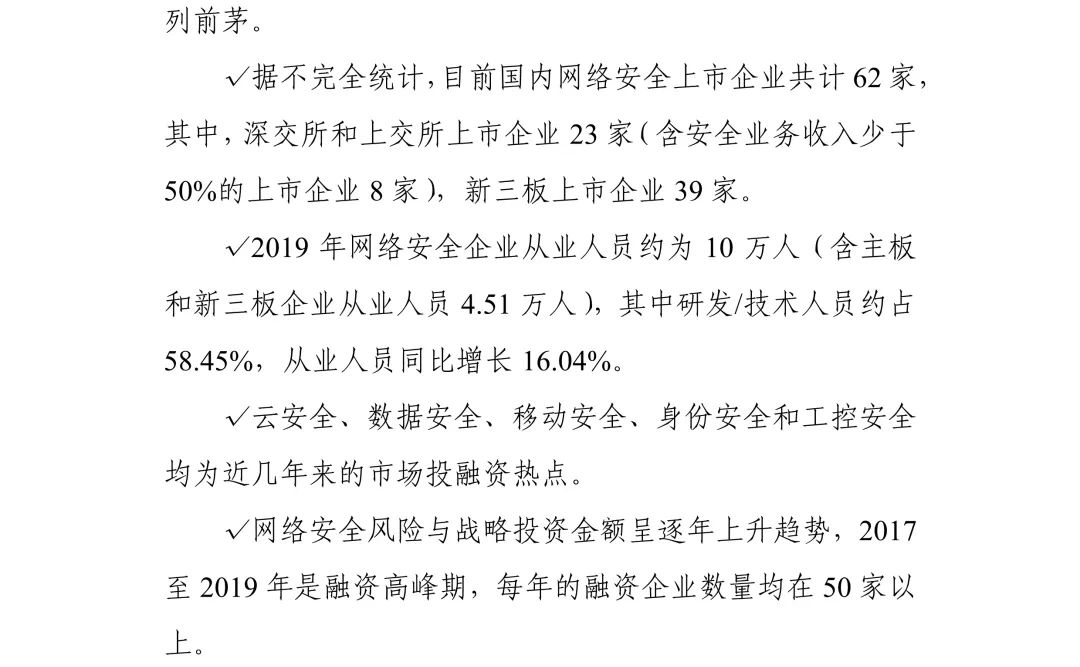 列前茅。
✓据不完全统计,目前国内网络安全上市企业共计 62 家,
其中,深交所和上交所上市企业 23 家(含安全业务收入少于
50%的上市企业 8 家),新三板上市企业 39 家。
✓2019 年网络安全企业从业人员约为 10 万人(含主板
和新三板企业从业人员 4.51 万人),其中研发/技术人员约占
58.45%,从业人员同比增长 16.04%。
✓云安全、数据安全、移动安全、身份安全和工控安全
均为近几年来的市场投融资热点。
✓网络安全风险与战略投资金额呈逐年上升趋势,2017
至 2019 年是融资高峰期,每年的融资企业数量均在 50 家以
上。